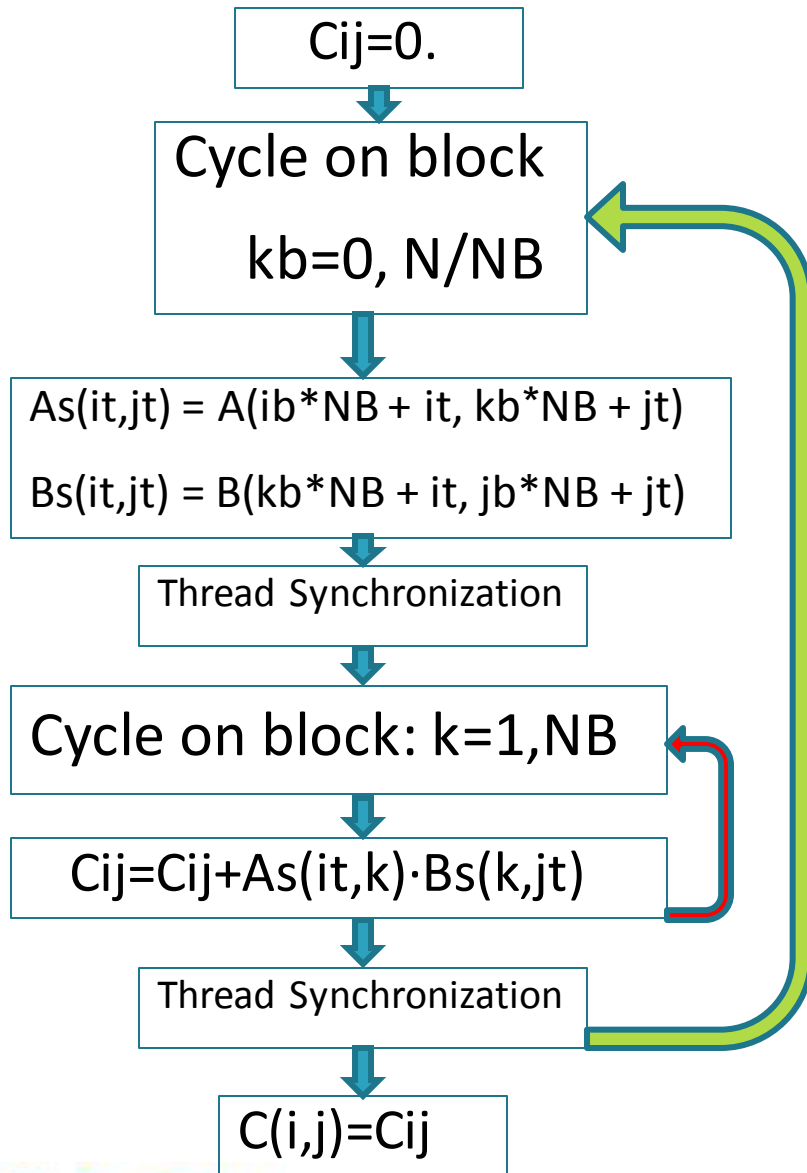 Cij=0.
Cycle on block
kb=0, N/NB
As(it,jt) = A(ib*NB + it, kb*NB + jt)
Bs(it,jt) = B(kb*NB + it, jb*NB + jt)
Thread Synchronization
Cycle on block: k=1,NB
Cij=Cij+As(it,k)·Bs(k,jt)
Thread Synchronization
C(i,j)=Cij